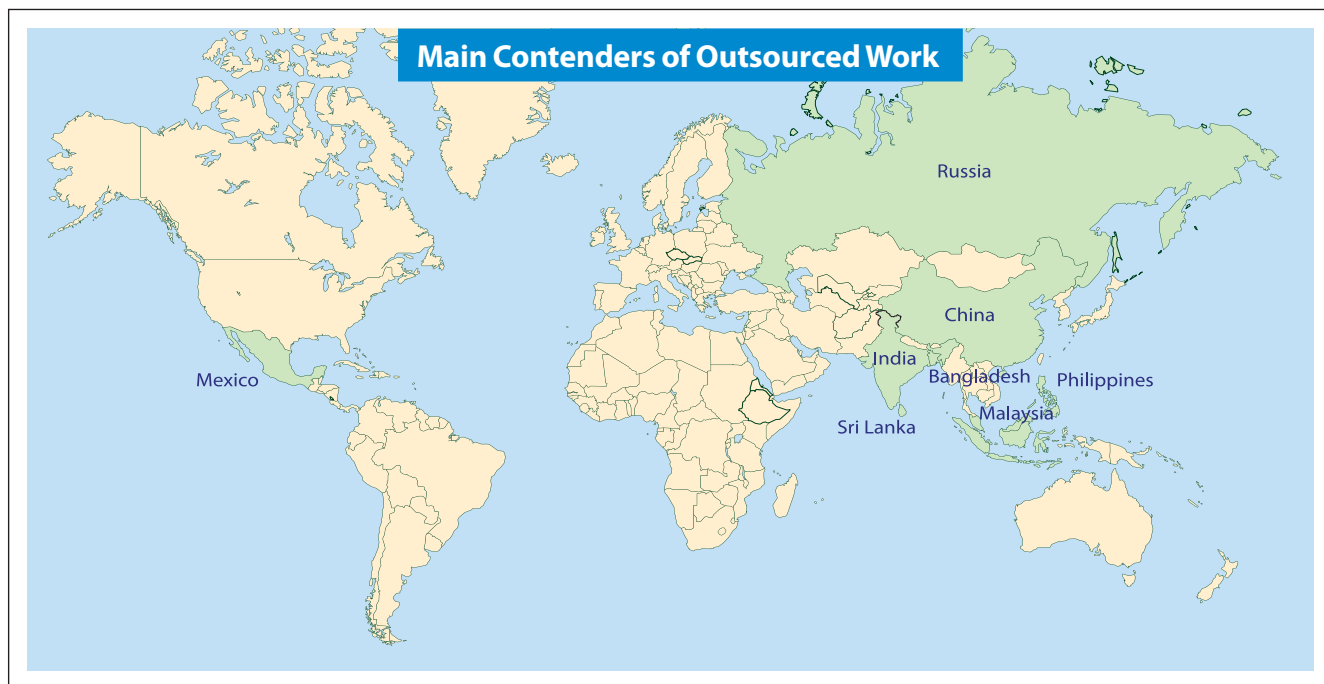 Main Contenders of Outsourced Work
Russia
China
India
Bangladesh
Philippines
Mexico
Malaysia
Sri Lanka